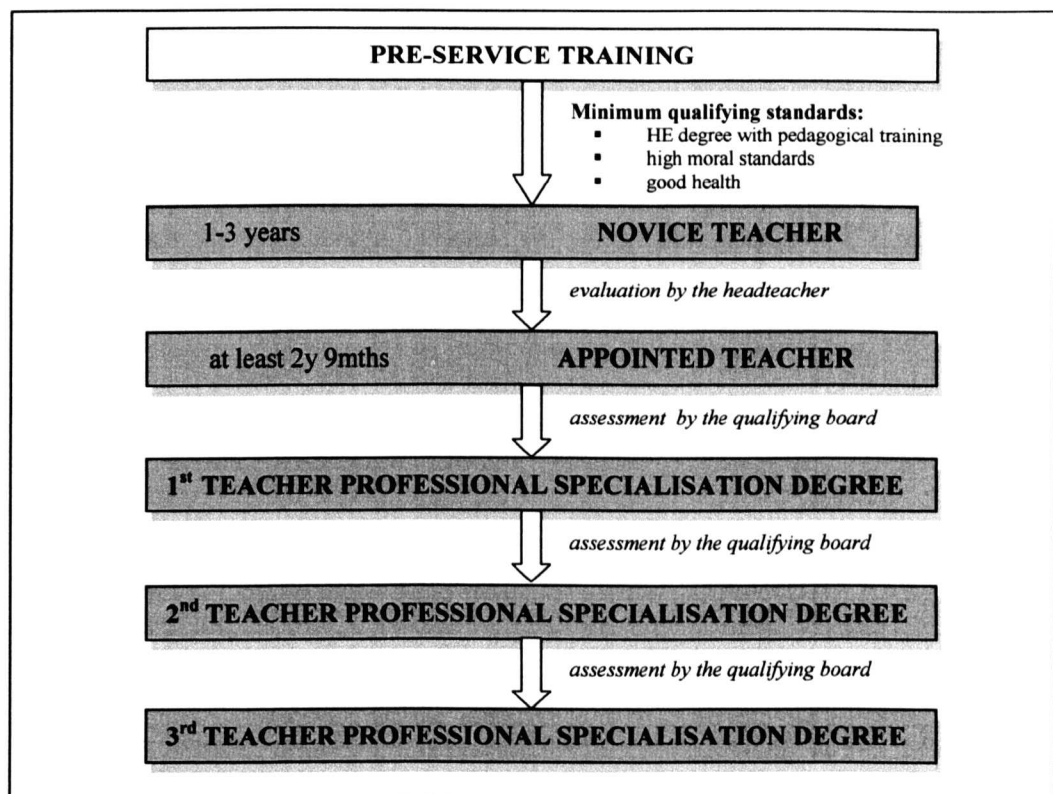 PRE-SERVICE TRAINING
Minimum qualifying standards:
▪ HE degree with pedagogical training
▪ high moral standards
▪ good health
1-3 years NOVICE TEACHER
evaluation by the headteacher
at least 2y 9mths APPOINTED TEACHER
assessment by the qualifying board
1st TEACHER PROFESSIONAL SPECIALISATION DEGREE
assessment by the qualifying board
2nd TEACHER PROFESSIONAL SPECIALISATION DEGREE
assessment by the qualifying board
3rd TEACHER PROFESSIONAL SPECIALISATION DEGREE